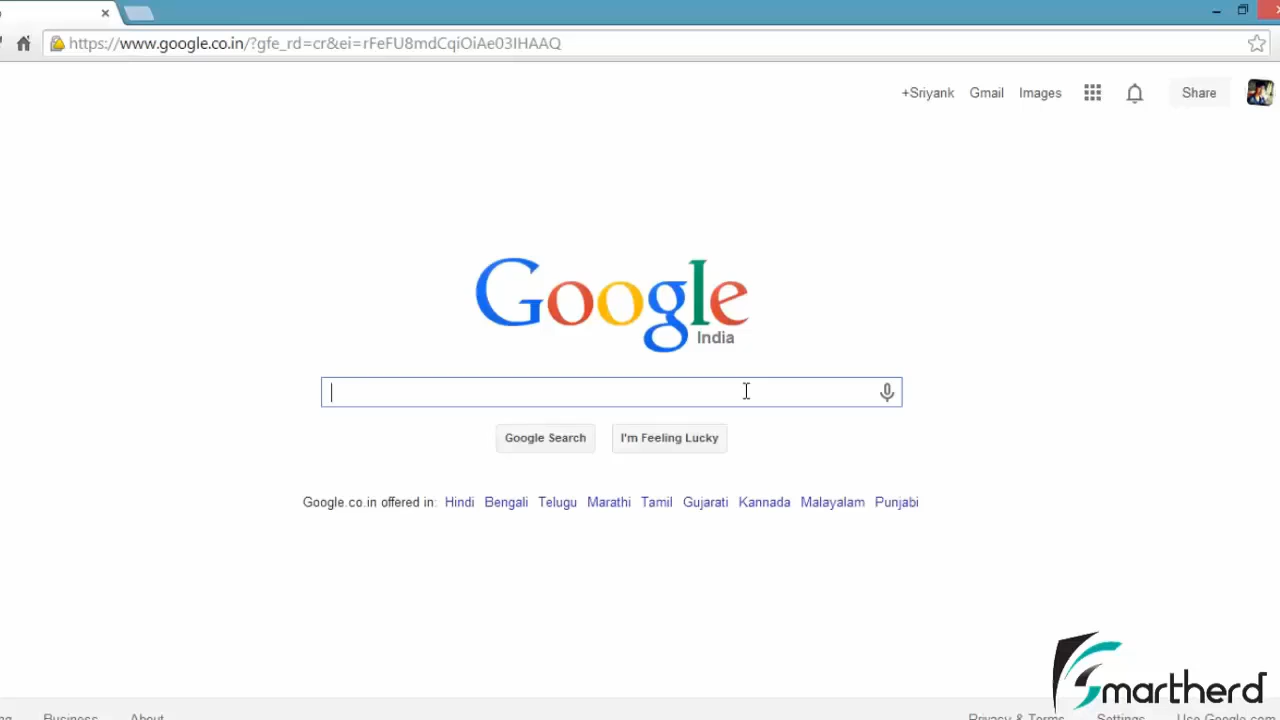 https://www.google.co.in/?gfe_rd=cr&ei=rFeFU8mdCqiOiAe03IHAAQ
+Sriyank Gmail Images Share
Google
India
Google Search I'm Feeling Lucky
Google.co.in offered in: Hindi Bengali Telugu Marathi Tamil Gujarati Kannada Malayalam Punjabi
Smartherd
Business About Privacy & Terms Settings Use Google.com